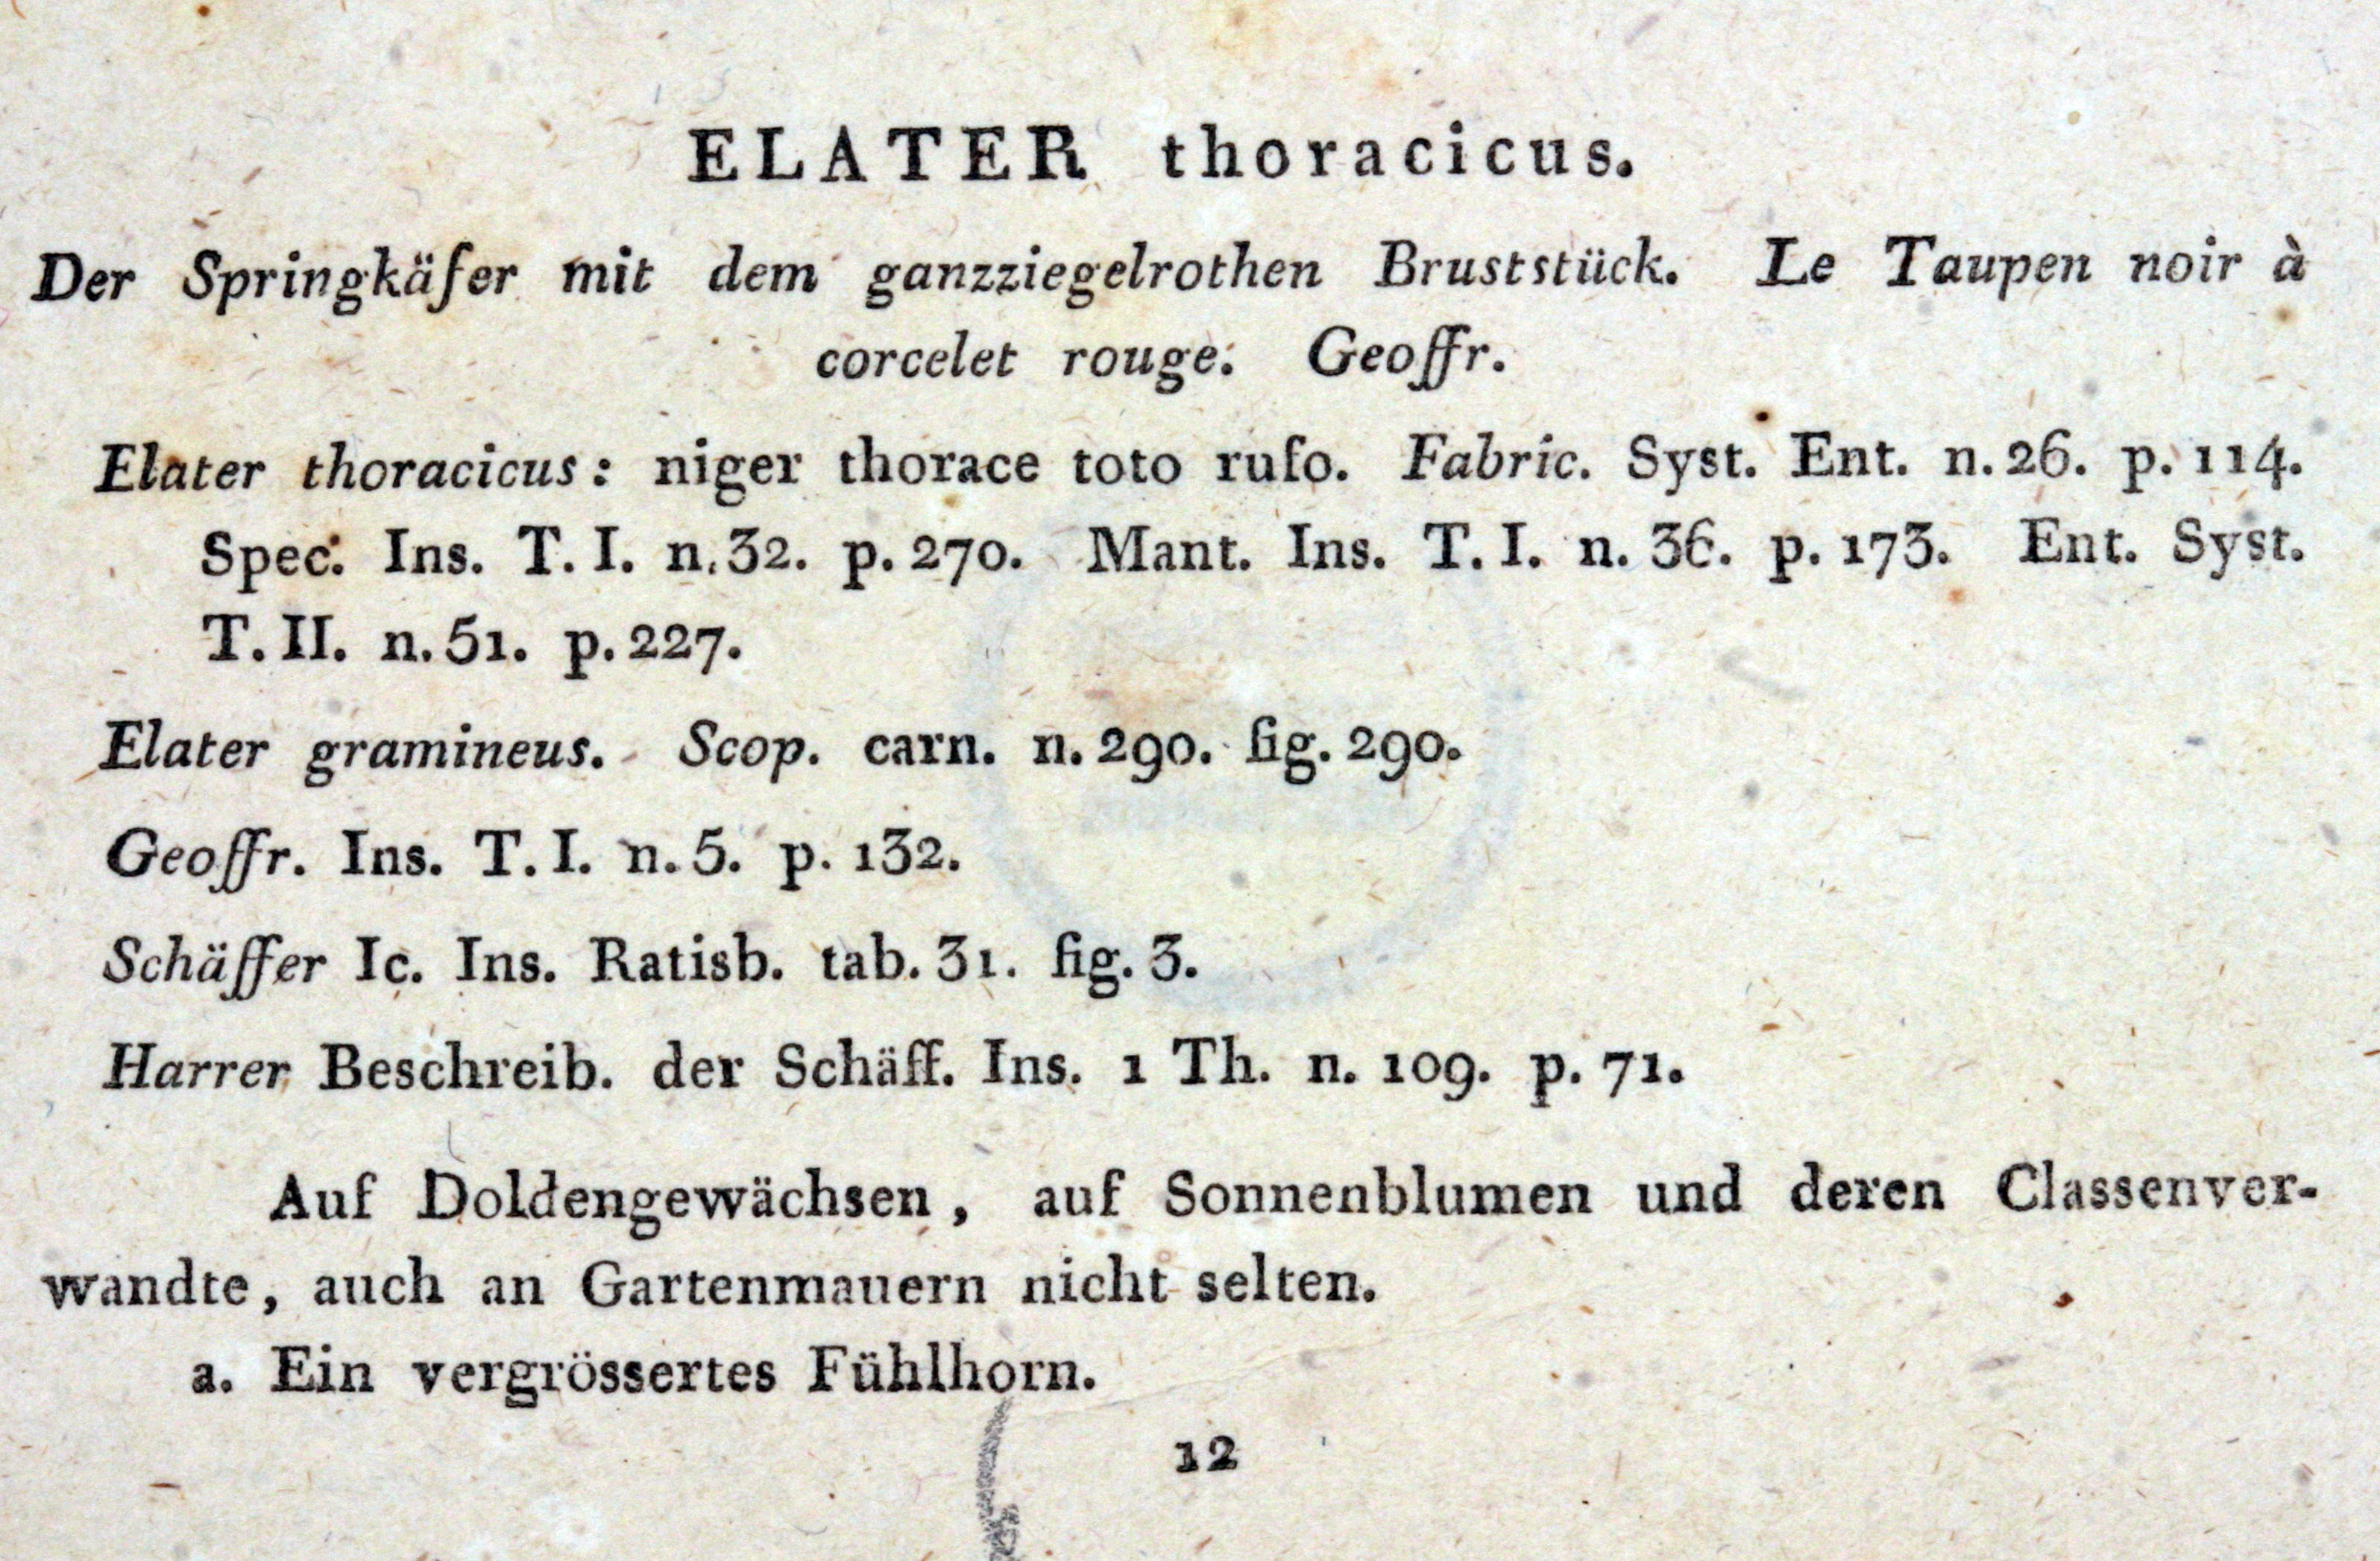 ELATER thoracicus.
Der Springkäfer mit dem ganzziegelrothen Bruststück. Le Taupen noir à
corcelet rouge. Geoffr.
Elater thoracicus: niger thorace toto rufo. Fabric. Syst. Ent. n. 26. p. 114.
Spec. Ins. T. I. n. 32. p. 270. Mant. Ins. T. I. n. 36. p. 173. Ent. Syst.
T. II. n. 51. p. 227.
Elater gramineus. Scop. carn. n. 290. fig. 290.
Geoffr. Ins. T. I. n. 5. p. 132.
Schäffer Ic. Ins. Ratisb. tab. 31. fig. 3.
Harrer Beschreib. der Schäff. Ins. 1 Th. n. 109. p. 71.
Auf Doldengewächsen, auf Sonnenblumen und deren Classenver-
wandte, auch an Gartenmauern nicht selten.
a. Ein vergrössertes Fühlhorn.
12